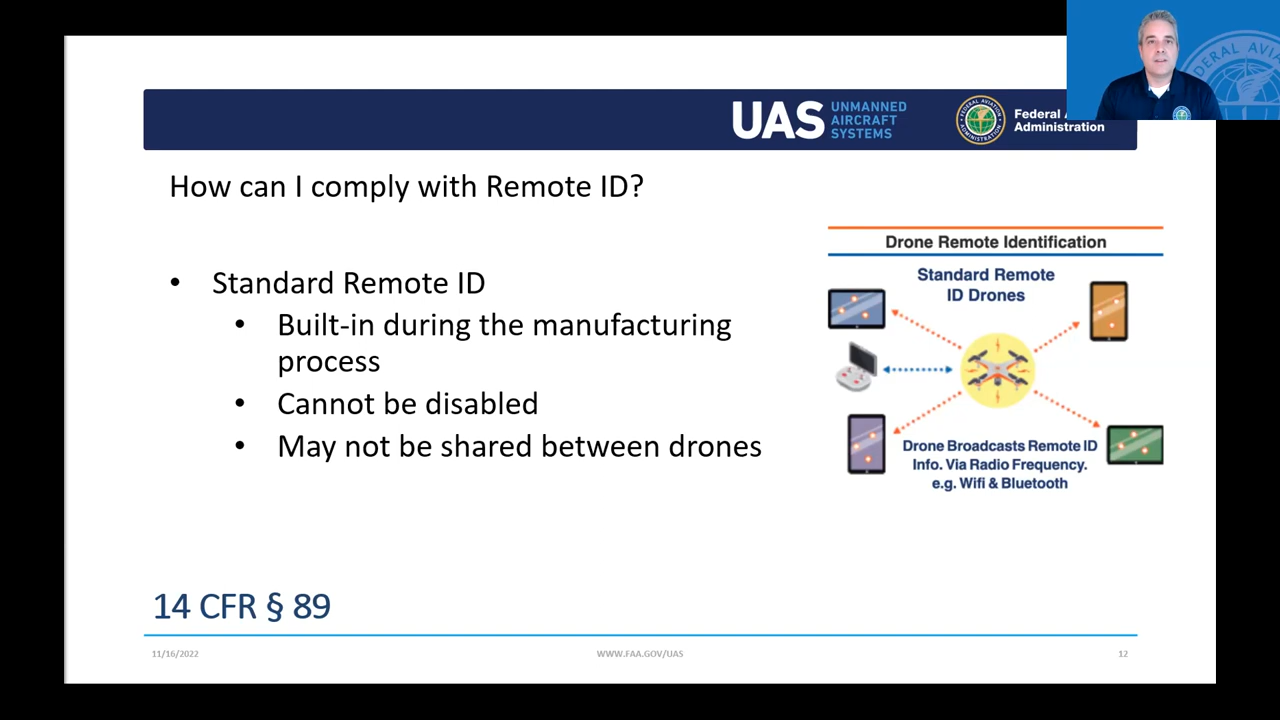 UAS UNMANNED
AIRCRAFT
SYSTEMS
Federal
Administration
DERAL AVIA
How can I comply with Remote ID?
• Standard Remote ID
• Built-in during the manufacturing
process
• Cannot be disabled
• May not be shared between drones
Drone Remote Identification
Standard Remote
ID Drones
Drone Broadcasts Remote ID
Info. Via Radio Frequency.
e.g. Wifi & Bluetooth
14 CFR § 89
11/16/2022
WWW.FAA.GOV/UAS
12